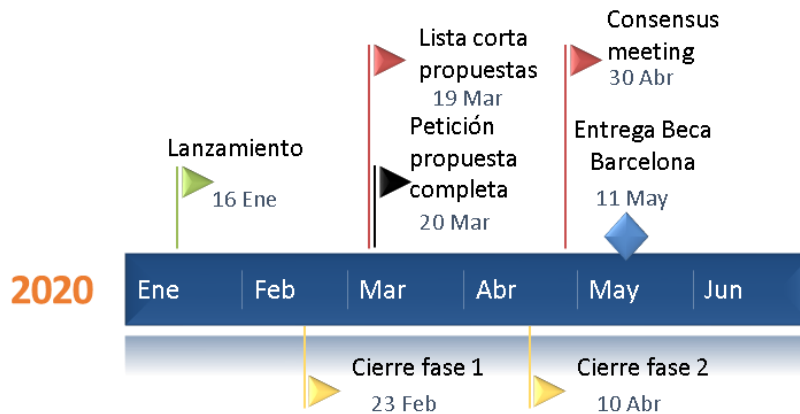 Lista corta
propuestas
19 Mar
Consensus
meeting
30 Abr
Lanzamiento
16 Ene
Petición
propuesta
completa
20 Mar
Entrega Beca
Barcelona
11 May
2020
Ene
Feb
Mar
Abr
May
Jun
Cierre fase 1
23 Feb
Cierre fase 2
10 Abr